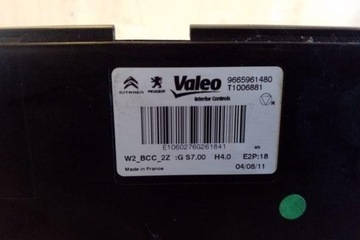 CITROËN PEUGEOT Valeo 9665961480
T1006881
Interior Controls
E10602760261841
W2_BCC_2Z :G S7.00 H4.0 E2P:18
Made in France 04/08/11